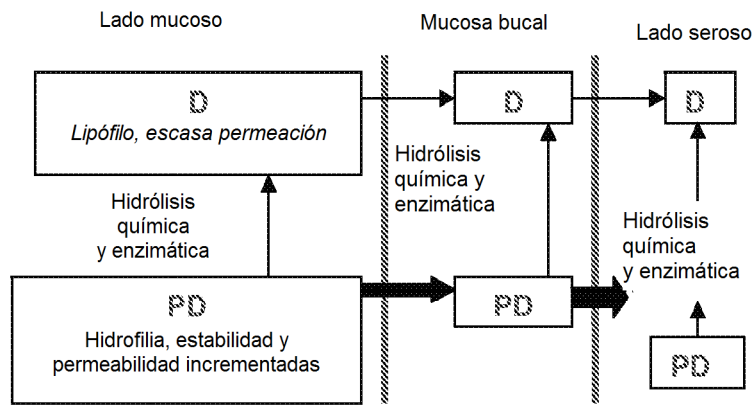 Lado mucoso
Mucosa bucal
Lado seroso
D
Lipófilo, escasa permeación
D
D
Hidrólisis
química
y enzimática
Hidrólisis
química y
enzimática
Hidrólisis
química
y enzimática
PD
Hidrofilia, estabilidad y
permeabilidad incrementadas
PD
PD